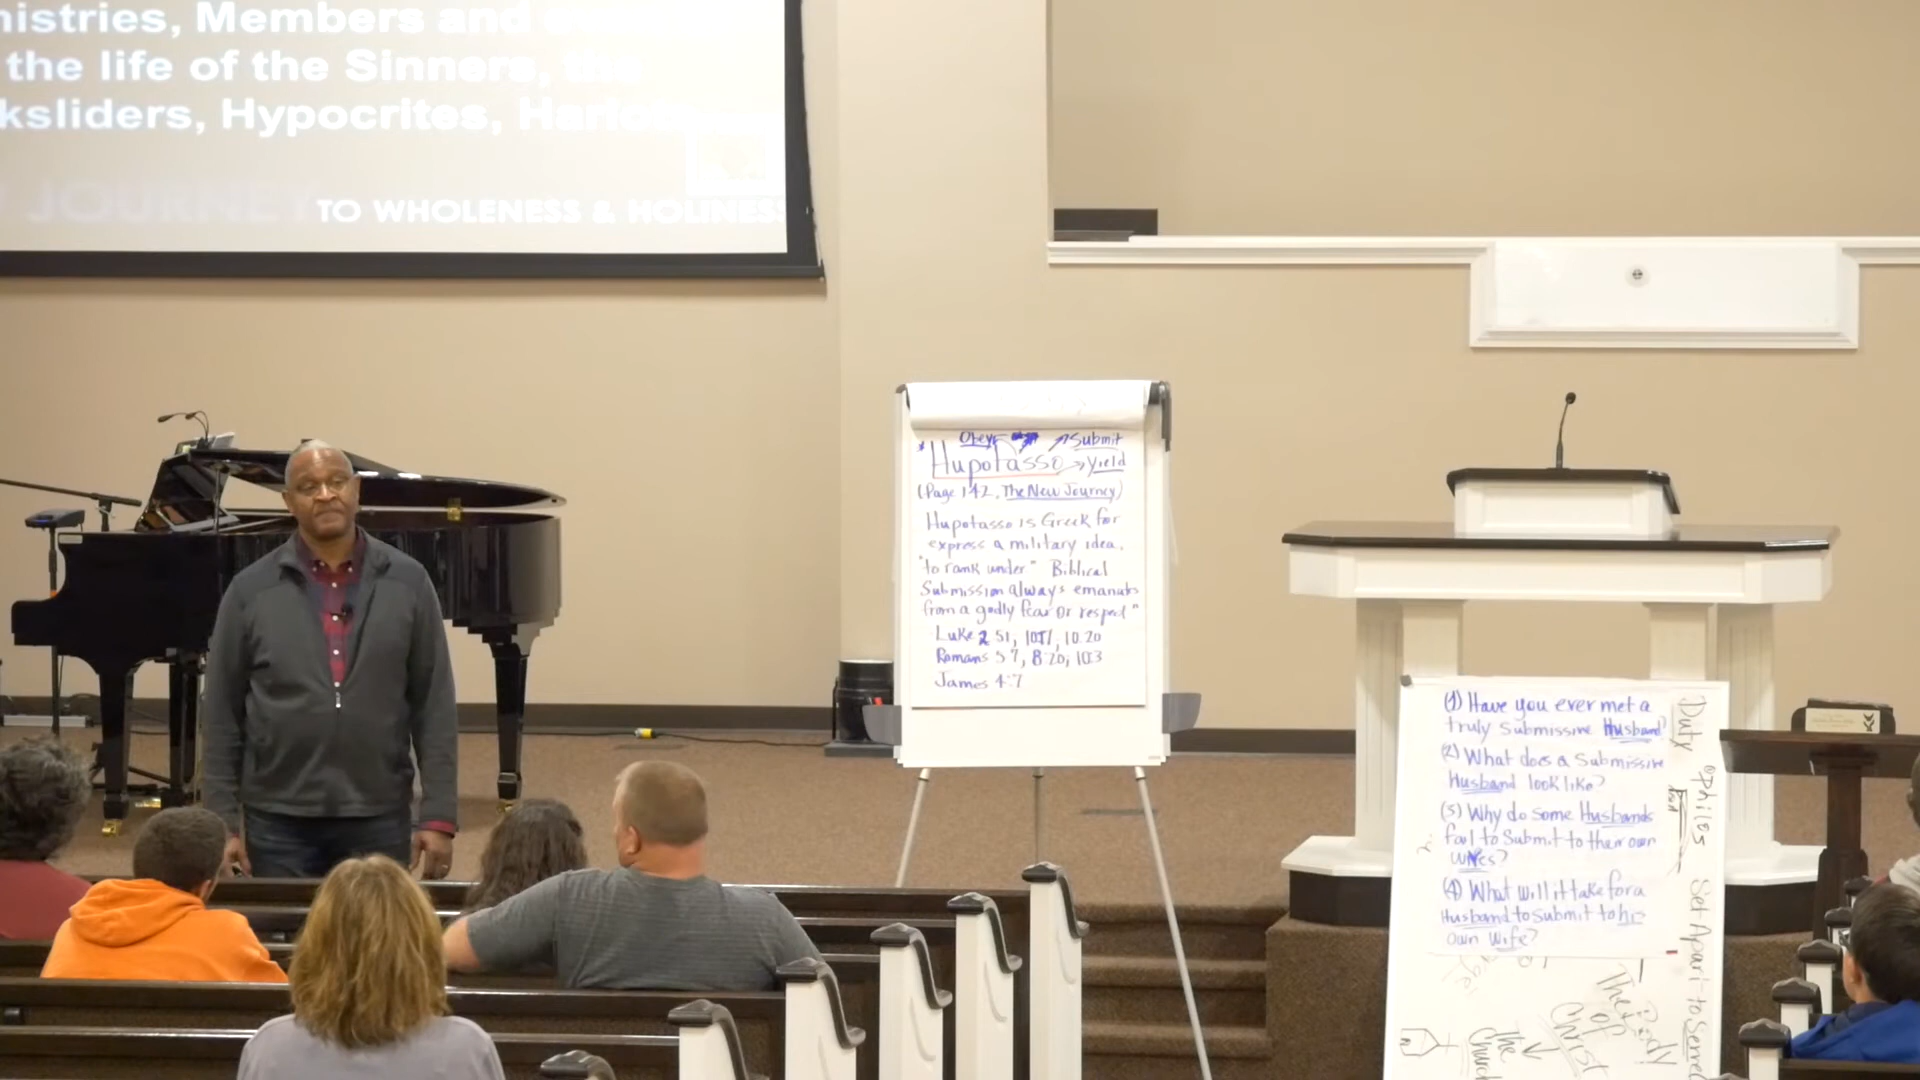 nistries, Members and
the life of the Sinners, the
ksliders, Hypocrites, Harlots
JOURNEY TO WHOLENESS & HOLINESS
Obey Submit
* Hupotasso → Yield
(Page 142, The New Journey)
Hupotasso is Greek for
express a military idea,
"to rank under" Biblical
Submission always emanates
from a godly fear or respect"
Luke 2 51, 10:17, 10.20
Romans 5 7, 8:20, 10:3
James 4:7
(1) Have you ever met a
truly submissive Husband?
(2) What does a Submissive
Husband look like?
(3) Why do some Husbands
fail to Submit to their own
wives?
(4) What will it take for a
Husband to submit to his
own Wife?
Duty
Philos
Set Apart - to Serve
The Body
of
Christ
The
Church